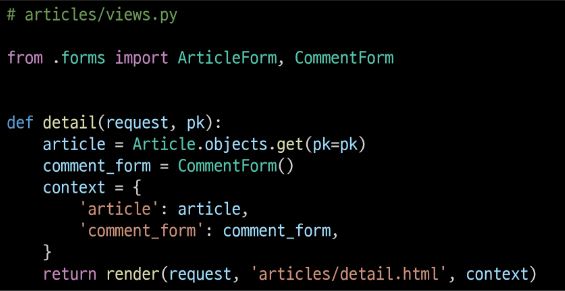 # articles/views.py
from .forms import ArticleForm, CommentForm
def detail(request, pk):
    article = Article.objects.get(pk=pk)
    comment_form = CommentForm()
    context = {
        'article': article,
        'comment_form': comment_form,
    }
    return render(request, 'articles/detail.html', context)